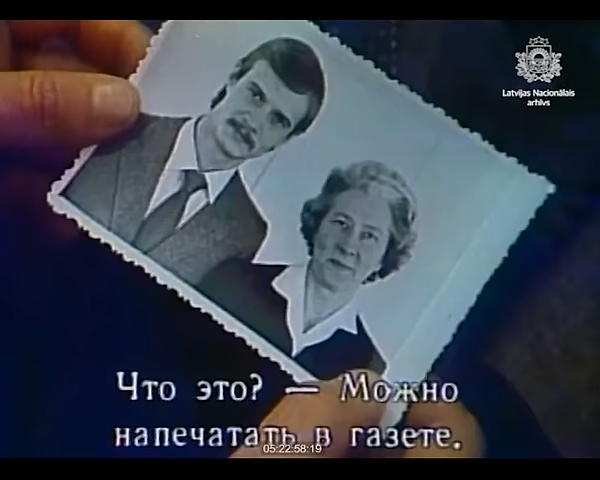 Latvijas Nacionālais
arhīvs
Что это? — Можно
напечатать в газете.
05:22:58:19